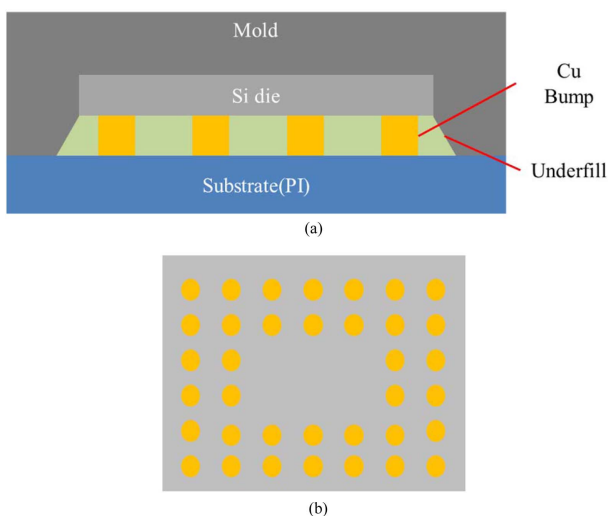 Mold
Cu
Bump
Si die
Underfill
Substrate(PI)
(a)
(b)